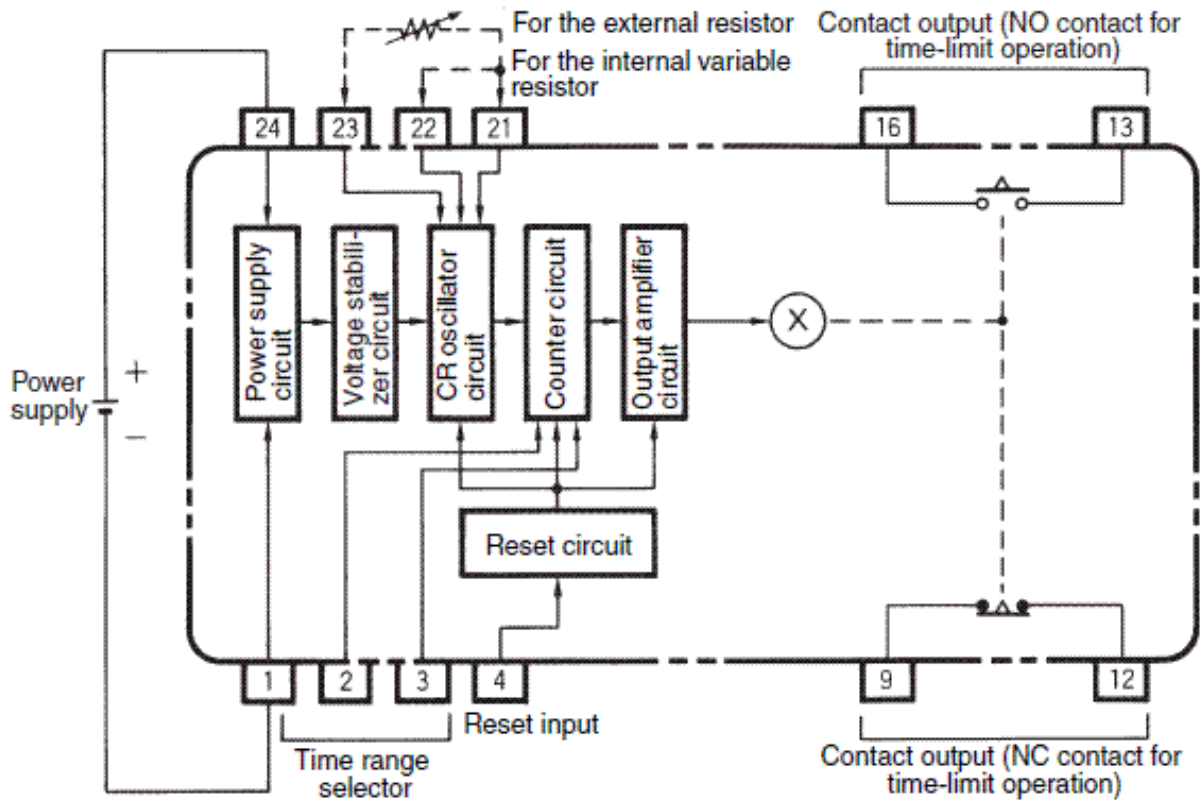 For the external resistor
For the internal variable
resistor
Contact output (NO contact for
time-limit operation)
24
23
22
21
16
13
Power supply
circuit
Voltage stabili-
zer circuit
CR oscillator
circuit
Counter circuit
Output amplifier
circuit
X
Power
supply
+
−
Reset circuit
1
2
3
4
9
12
Reset input
Time range
selector
Contact output (NC contact for
time-limit operation)